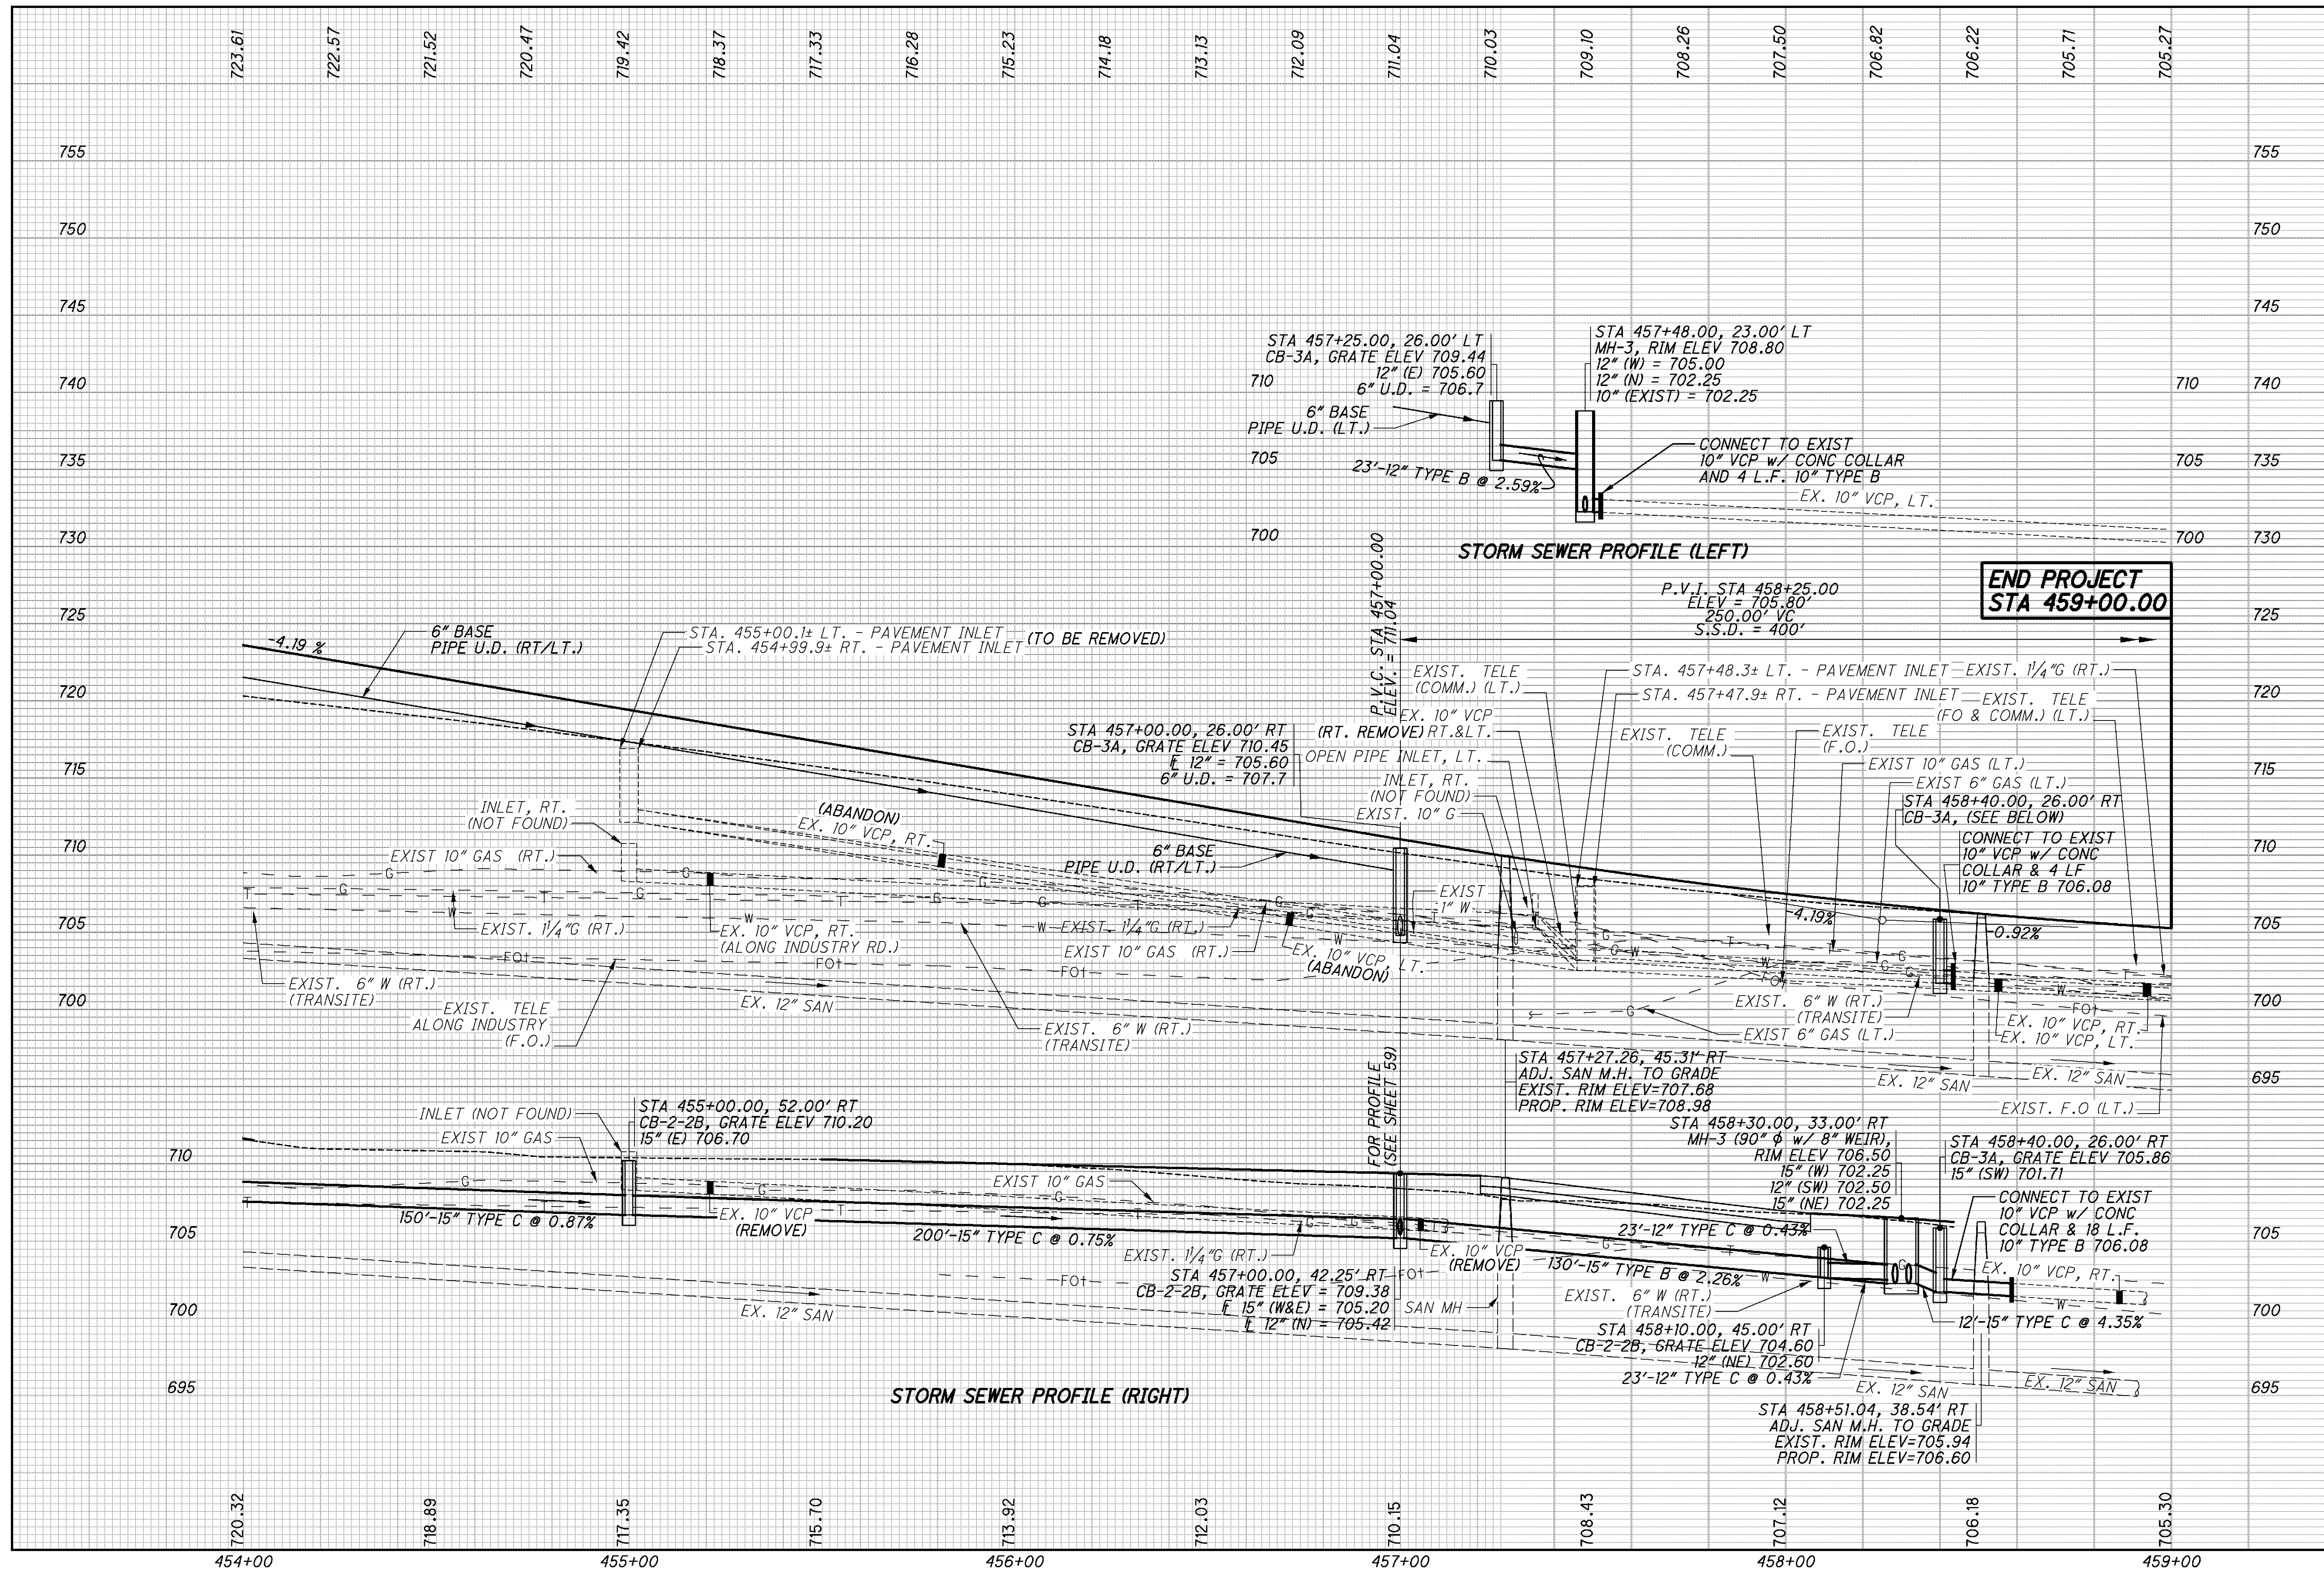 723.61
722.57
721.52
720.47
719.42
718.37
717.33
716.28
715.23
714.18
713.13
712.09
711.04
710.03
709.10
708.26
707.50
706.82
706.22
705.71
705.27
755
755
750
750
745
745
740
710
710
740
735
705
705
735
730
700
700
730
STA 457+25.00, 26.00' LT
CB-3A, GRATE ELEV 709.44
12" (E) 705.60
6" U.D. = 706.7
STA 457+48.00, 23.00' LT
MH-3, RIM ELEV 708.80
12" (W) = 705.00
12" (N) = 702.25
10" (EXIST) = 702.25
6" BASE
PIPE U.D. (LT.)
23'-12" TYPE B @ 2.59%
CONNECT TO EXIST
10" VCP w/ CONC COLLAR
AND 4 L.F. 10" TYPE B
EX. 10" VCP, LT.
STORM SEWER PROFILE (LEFT)
END PROJECT
STA 459+00.00
P.V.I. STA 458+25.00
ELEV = 705.80'
250.00' VC
S.S.D. = 400'
P.V.C. STA 457+00.00
ELEV. = 711.04
725
725
720
720
715
715
710
710
705
705
700
700
695
-4.19 %
6" BASE
PIPE U.D. (RT/LT.)
STA. 455+00.1± LT. - PAVEMENT INLET
STA. 454+99.9± RT. - PAVEMENT INLET
(TO BE REMOVED)
EXIST. TELE
(COMM.) (LT.)
STA. 457+48.3± LT. - PAVEMENT INLET
EXIST. 1¼"G (RT.)
STA. 457+47.9± RT. - PAVEMENT INLET
EXIST. TELE
(FO & COMM.) (LT.)
EX. 10" VCP
(RT. REMOVE) RT.&LT.
STA 457+00.00, 26.00' RT
CB-3A, GRATE ELEV 710.45
℄ 12" = 705.60
6" U.D. = 707.7
OPEN PIPE INLET, LT.
INLET, RT.
(NOT FOUND)
EXIST. 10" G
EXIST. TELE
(COMM.)
EXIST. TELE
(F.O.)
EXIST 10" GAS (LT.)
EXIST 6" GAS (LT.)
STA 458+40.00, 26.00' RT
CB-3A, (SEE BELOW)
CONNECT TO EXIST
10" VCP w/ CONC
COLLAR & 4 LF
10" TYPE B 706.08
INLET, RT.
(NOT FOUND)
(ABANDON)
EX. 10" VCP, RT.
EXIST 10" GAS (RT.)
6" BASE
PIPE U.D. (RT/LT.)
EXIST
1" W
EXIST. 1¼"G (RT.)
EX. 10" VCP, RT.
(ALONG INDUSTRY RD.)
EXIST. 1¼"G (RT.)
EXIST 10" GAS (RT.)
EX. 10" VCP, LT.
(ABANDON)
-4.19%
-0.92%
EXIST. 6" W (RT.)
(TRANSITE)
EX. 12" SAN
EXIST. TELE
ALONG INDUSTRY
(F.O.)
EXIST. 6" W (RT.)
(TRANSITE)
EXIST. 6" W (RT.)
(TRANSITE)
EXIST 6" GAS (LT.)
EX. 10" VCP, RT.
EX. 10" VCP, LT.
EX. 12" SAN
EX. 12" SAN
EXIST. F.O (LT.)
FOR PROFILE
(SEE SHEET 59)
STA 457+27.26, 45.31' RT
ADJ. SAN M.H. TO GRADE
EXIST. RIM ELEV=707.68
PROP. RIM ELEV=708.98
INLET (NOT FOUND)
EXIST 10" GAS
STA 455+00.00, 52.00' RT
CB-2-2B, GRATE ELEV 710.20
15" (E) 706.70
710
705
700
695
695
STA 458+30.00, 33.00' RT
MH-3 (90" ϕ w/ 8" WEIR),
RIM ELEV 706.50
15" (W) 702.25
12" (SW) 702.50
15" (NE) 702.25
STA 458+40.00, 26.00' RT
CB-3A, GRATE ELEV 705.86
15" (SW) 701.71
CONNECT TO EXIST
10" VCP w/ CONC
COLLAR & 18 L.F.
10" TYPE B 706.08
EXIST 10" GAS
150'-15" TYPE C @ 0.87%
EX. 10" VCP
(REMOVE)
200'-15" TYPE C @ 0.75%
EXIST. 1¼"G (RT.)
EX. 10" VCP
(REMOVE)
23'-12" TYPE C @ 0.43%
130'-15" TYPE B @ 2.26%
EX. 10" VCP, RT.
STA 457+00.00, 42.25' RT
CB-2-2B, GRATE ELEV = 709.38
℄ 15" (W&E) = 705.20
℄ 12" (N) = 705.42
SAN MH
EXIST. 6" W (RT.)
(TRANSITE)
EX. 12" SAN
12'-15" TYPE C @ 4.35%
STA 458+10.00, 45.00' RT
CB-2-2B, GRATE ELEV 704.60
12" (NE) 702.60
23'-12" TYPE C @ 0.43%
EX. 12" SAN
EX. 12" SAN
STORM SEWER PROFILE (RIGHT)
STA 458+51.04, 38.54' RT
ADJ. SAN M.H. TO GRADE
EXIST. RIM ELEV=705.94
PROP. RIM ELEV=706.60
720.32
718.89
717.35
715.70
713.92
712.03
710.15
708.43
707.12
706.18
705.30
454+00
455+00
456+00
457+00
458+00
459+00